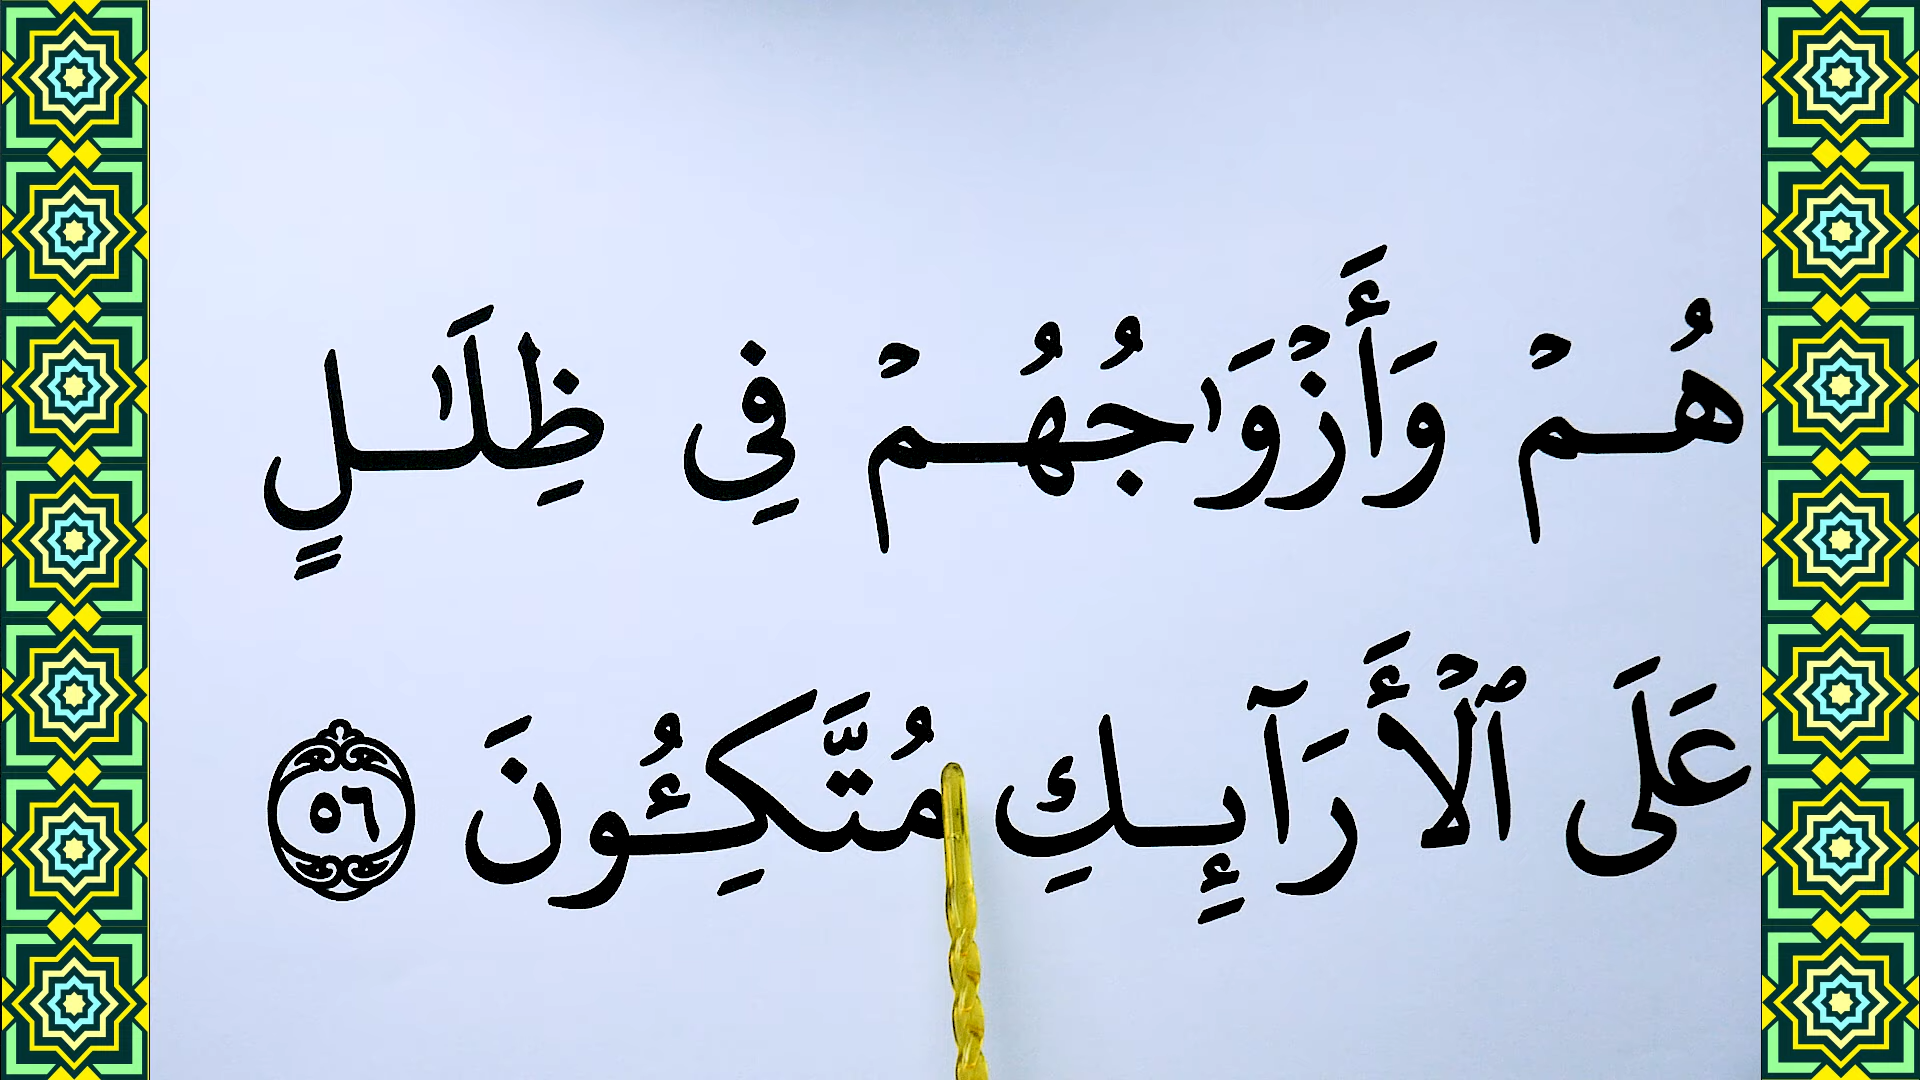 هُمْ وَأَزْوَٰجُهُمْ فِى ظِلَـٰلٍ
عَلَى ٱلْأَرَآئِكِ مُتَّكِـُٔونَ ٥٦